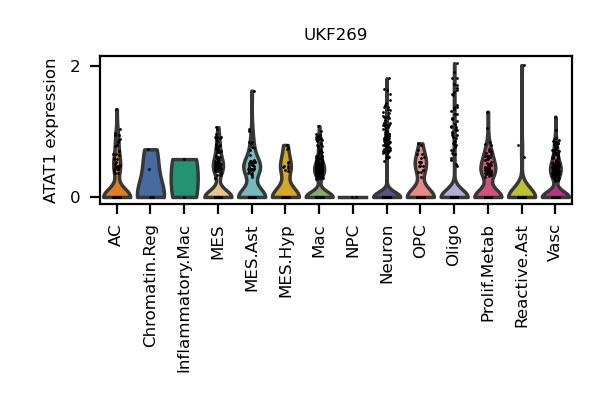 UKF269
ATAT1 expression
2
0
AC
Chromatin.Reg
Inflammatory.Mac
MES
MES.Ast
MES.Hyp
Mac
NPC
Neuron
OPC
Oligo
Prolif.Metab
Reactive.Ast
Vasc